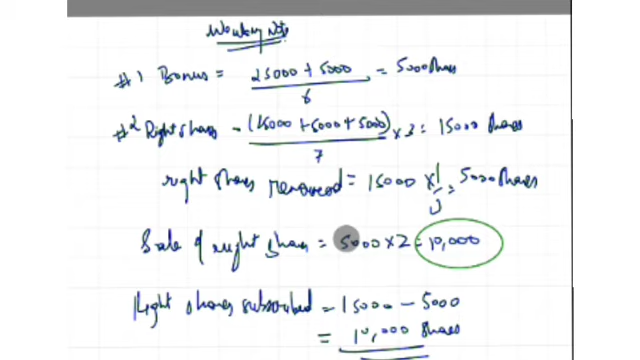 Working Note
#1 Bonus = 25000 + 5000 / 6 = 5000 shares
#2 Right shares = (25000 + 5000 + 5000) / 7 × 3 = 15000 shares
right shares renounced = 15000 × 1/3 = 5000 shares
Sale of right share = 5000 × 2 = 10,000
Right shares subscribed = 15000 – 5000
= 10,000 shares